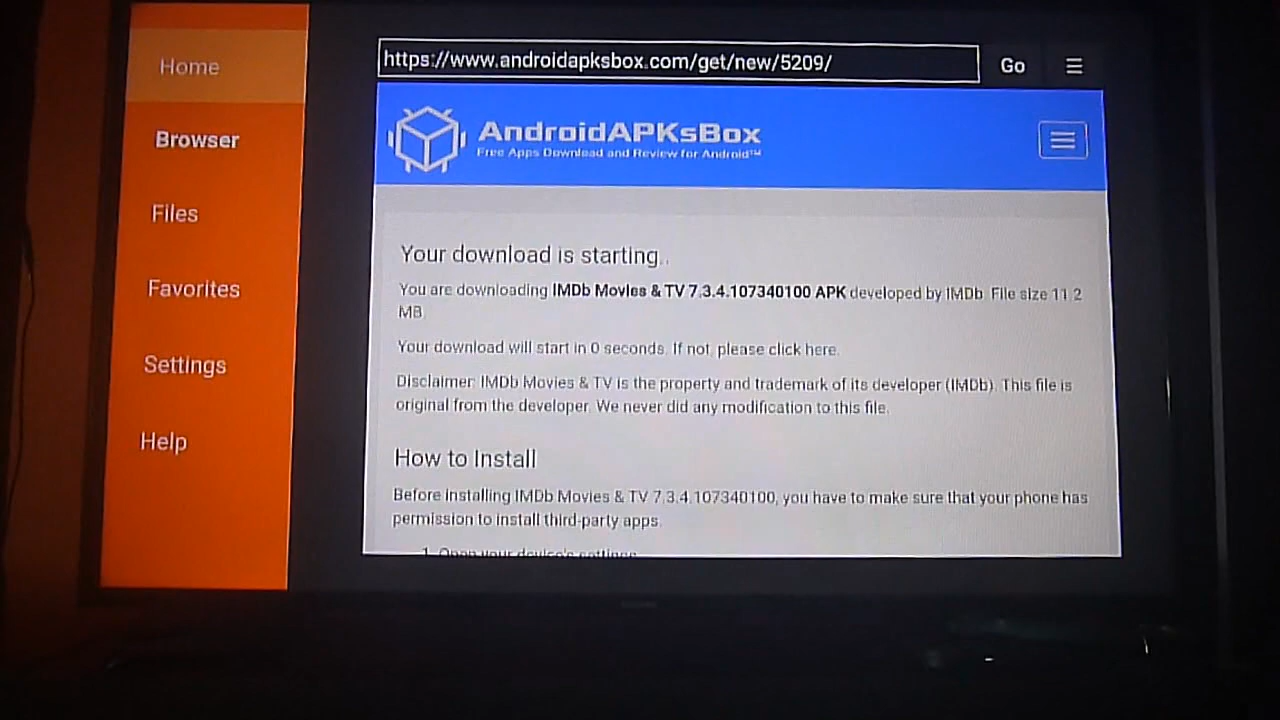 Home
Browser
Files
Favorites
Settings
Help
https://www.androidapksbox.com/get/new/5209/
Go
AndroidAPKsBox
Free Apps Download and Review for Android™
Your download is starting..
You are downloading IMDb Movies & TV 7.3.4.107340100 APK developed by IMDb. File size 11.2
MB.
Your download will start in 0 seconds. If not, please click here.
Disclaimer: IMDb Movies & TV is the property and trademark of its developer (IMDb). This file is
original from the developer. We never did any modification to this file.
How to Install
Before installing IMDb Movies & TV 7.3.4.107340100, you have to make sure that your phone has
permission to install third-party apps.
1. Open your device's settings